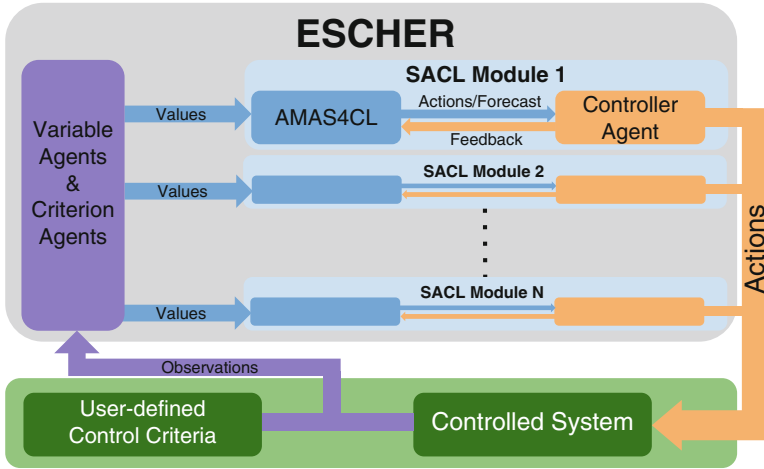 ESCHER
SACL Module 1
Variable
Agents
&
Criterion
Agents
Values
AMAS4CL
Actions/Forecast
Feedback
Controller
Agent
Values
SACL Module 2
Values
SACL Module N
Actions
Observations
User-defined
Control Criteria
Controlled System